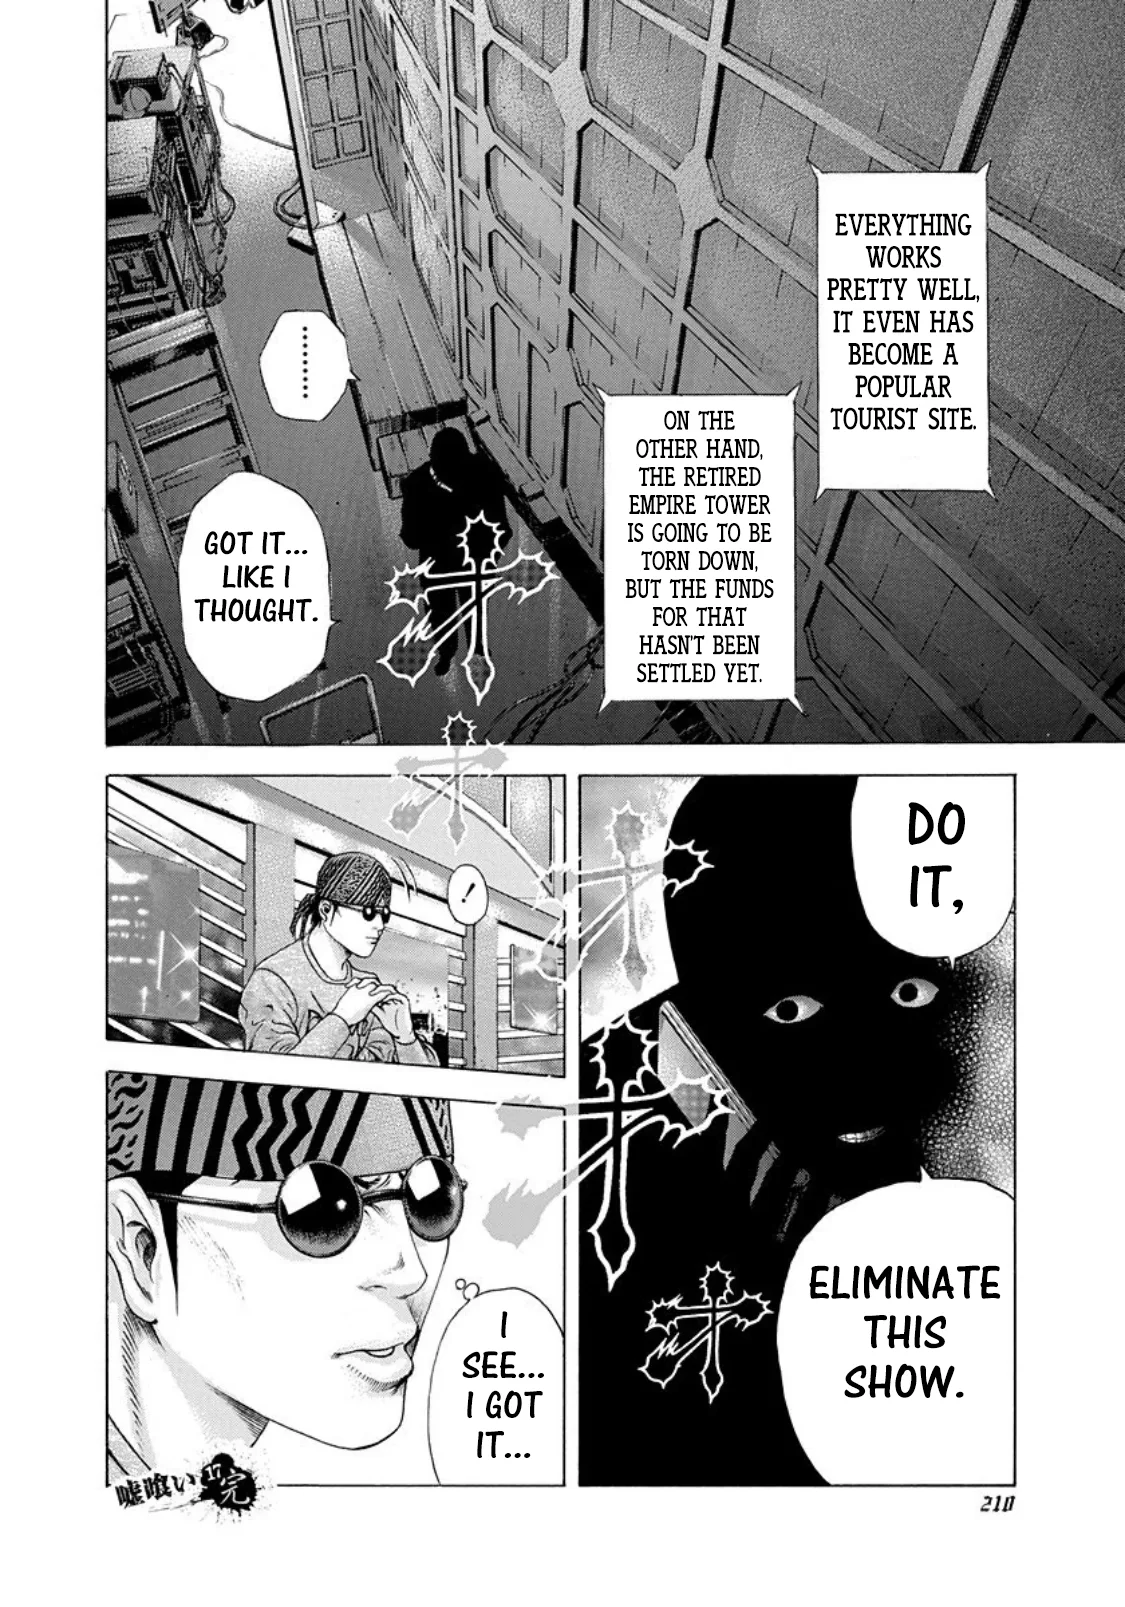 EVERYTHING
WORKS
PRETTY WELL,
IT EVEN HAS
BECOME A
POPULAR
TOURIST SITE.
ON THE
OTHER HAND,
THE RETIRED
EMPIRE TOWER
IS GOING TO BE
TORN DOWN,
BUT THE FUNDS
FOR THAT
HASN'T BEEN
SETTLED YET.
.........
GOT IT...
LIKE I
THOUGHT.
DO
IT,
ELIMINATE
THIS
SHOW.
!
I
SEE...
I GOT
IT...
嘘喰い 17 完
210